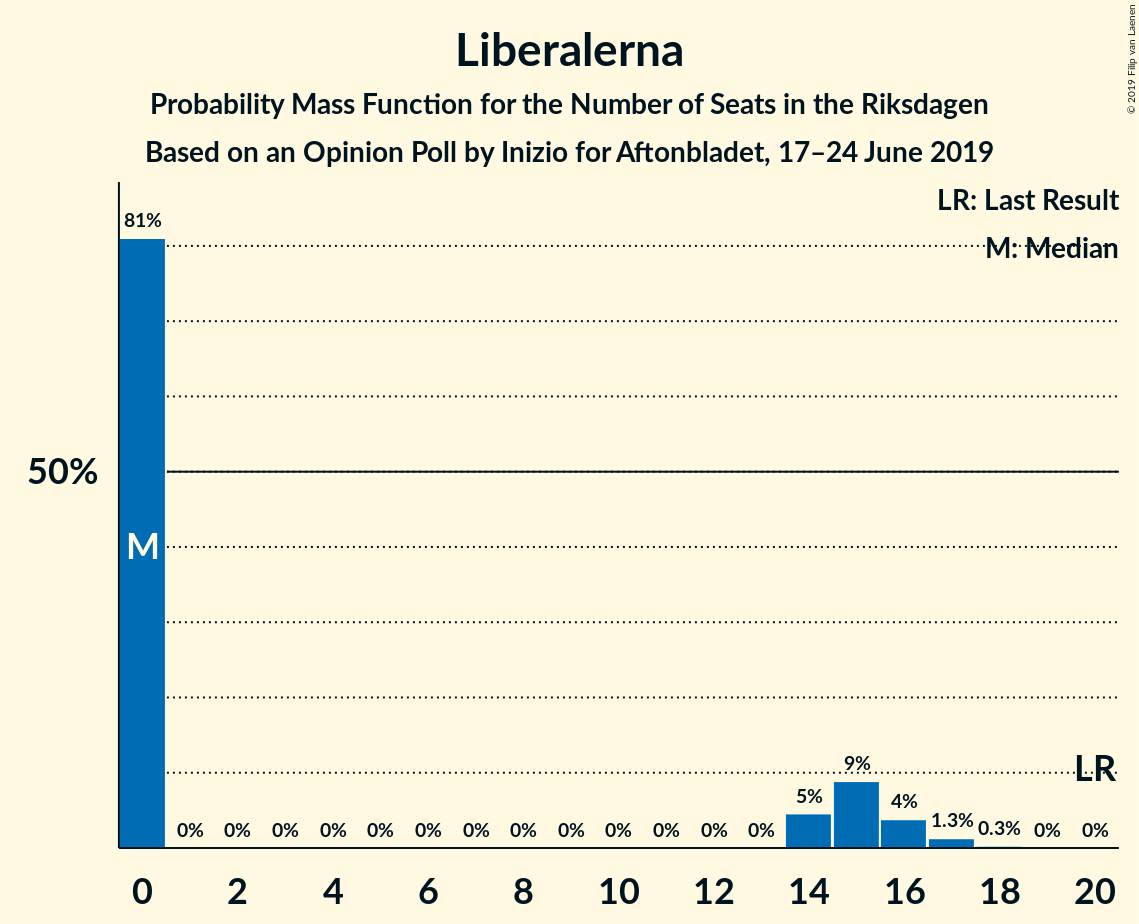 Liberalerna
Probability Mass Function for the Number of Seats in the Riksdagen
Based on an Opinion Poll by Inizio for Aftonbladet, 17–24 June 2019
© 2019 Filip van Laenen
LR: Last Result
M: Median
81%
50%
M
LR
0% 0% 0% 0% 0% 0% 0% 0% 0% 0% 0% 0% 0% 5% 9% 4% 1.3% 0.3% 0% 0%
0 2 4 6 8 10 12 14 16 18 20